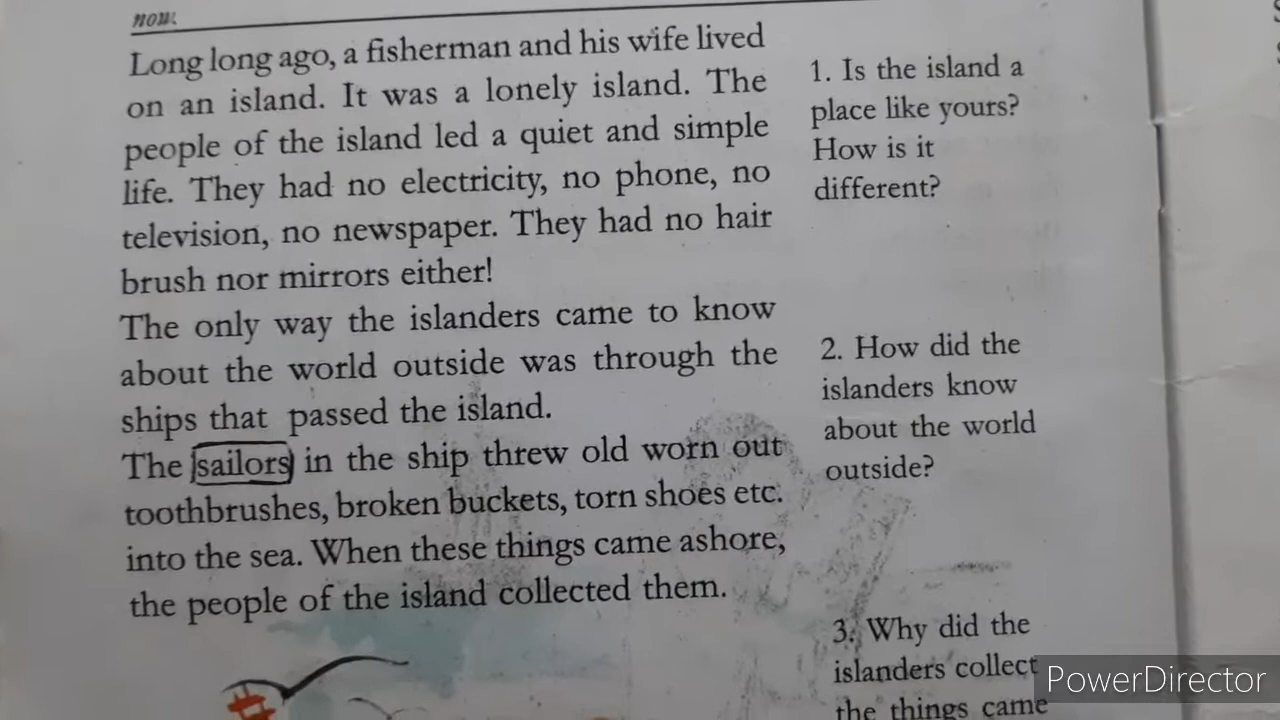 now.
Long long ago, a fisherman and his wife lived
on an island. It was a lonely island. The
people of the island led a quiet and simple
life. They had no electricity, no phone, no
television, no newspaper. They had no hair
brush nor mirrors either!
The only way the islanders came to know
about the world outside was through the
ships that passed the island.
The sailors in the ship threw old worn out
toothbrushes, broken buckets, torn shoes etc.
into the sea. When these things came ashore,
the people of the island collected them.
1. Is the island a
place like yours?
How is it
different?
2. How did the
islanders know
about the world
outside?
3. Why did the
islanders collect
the things came
PowerDirector